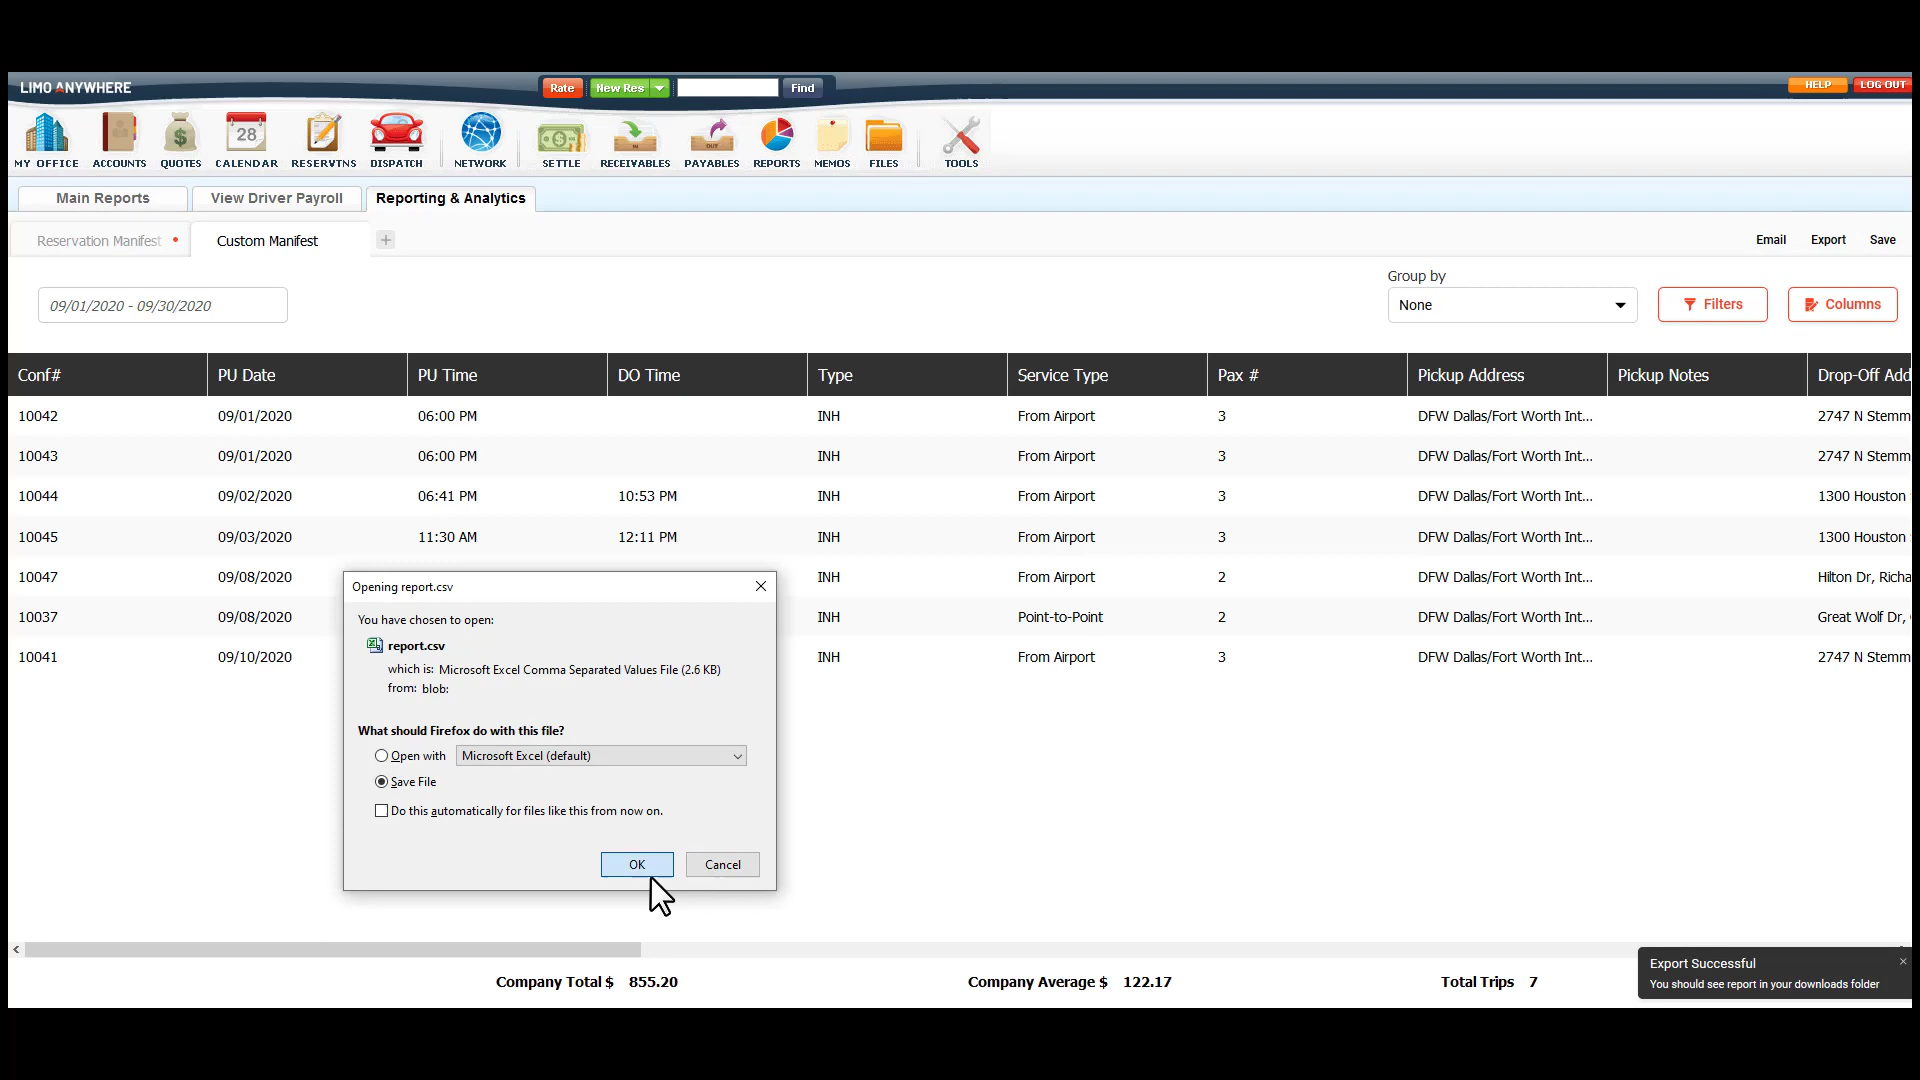 LIMO ANYWHERE
Rate New Res Find
HELP LOG OUT
28
IN OUT
MY OFFICE ACCOUNTS QUOTES CALENDAR RESERVTNS DISPATCH NETWORK SETTLE RECEIVABLES PAYABLES REPORTS MEMOS FILES TOOLS
Main Reports View Driver Payroll Reporting & Analytics
Reservation Manifest Custom Manifest + Email Export Save
Group by
09/01/2020 - 09/30/2020 None Filters Columns
Conf# PU Date PU Time DO Time Type Service Type Pax # Pickup Address Pickup Notes Drop-Off Add
10042 09/01/2020 06:00 PM INH From Airport 3 DFW Dallas/Fort Worth Int... 2747 N Stemm
10043 09/01/2020 06:00 PM INH From Airport 3 DFW Dallas/Fort Worth Int... 2747 N Stemm
10044 09/02/2020 06:41 PM 10:53 PM INH From Airport 3 DFW Dallas/Fort Worth Int... 1300 Houston
10045 09/03/2020 11:30 AM 12:11 PM INH From Airport 3 DFW Dallas/Fort Worth Int... 1300 Houston
10047 09/08/2020 INH From Airport 2 DFW Dallas/Fort Worth Int... Hilton Dr, Richa
10037 09/08/2020 INH Point-to-Point 2 DFW Dallas/Fort Worth Int... Great Wolf Dr,
10041 09/10/2020 INH From Airport 3 DFW Dallas/Fort Worth Int... 2747 N Stemm
Opening report.csv
You have chosen to open:
report.csv
which is: Microsoft Excel Comma Separated Values File (2.6 KB)
from: blob:
What should Firefox do with this file?
Open with Microsoft Excel (default)
Save File
Do this automatically for files like this from now on.
OK Cancel
Company Total $ 855.20 Company Average $ 122.17 Total Trips 7
Export Successful
You should see report in your downloads folder